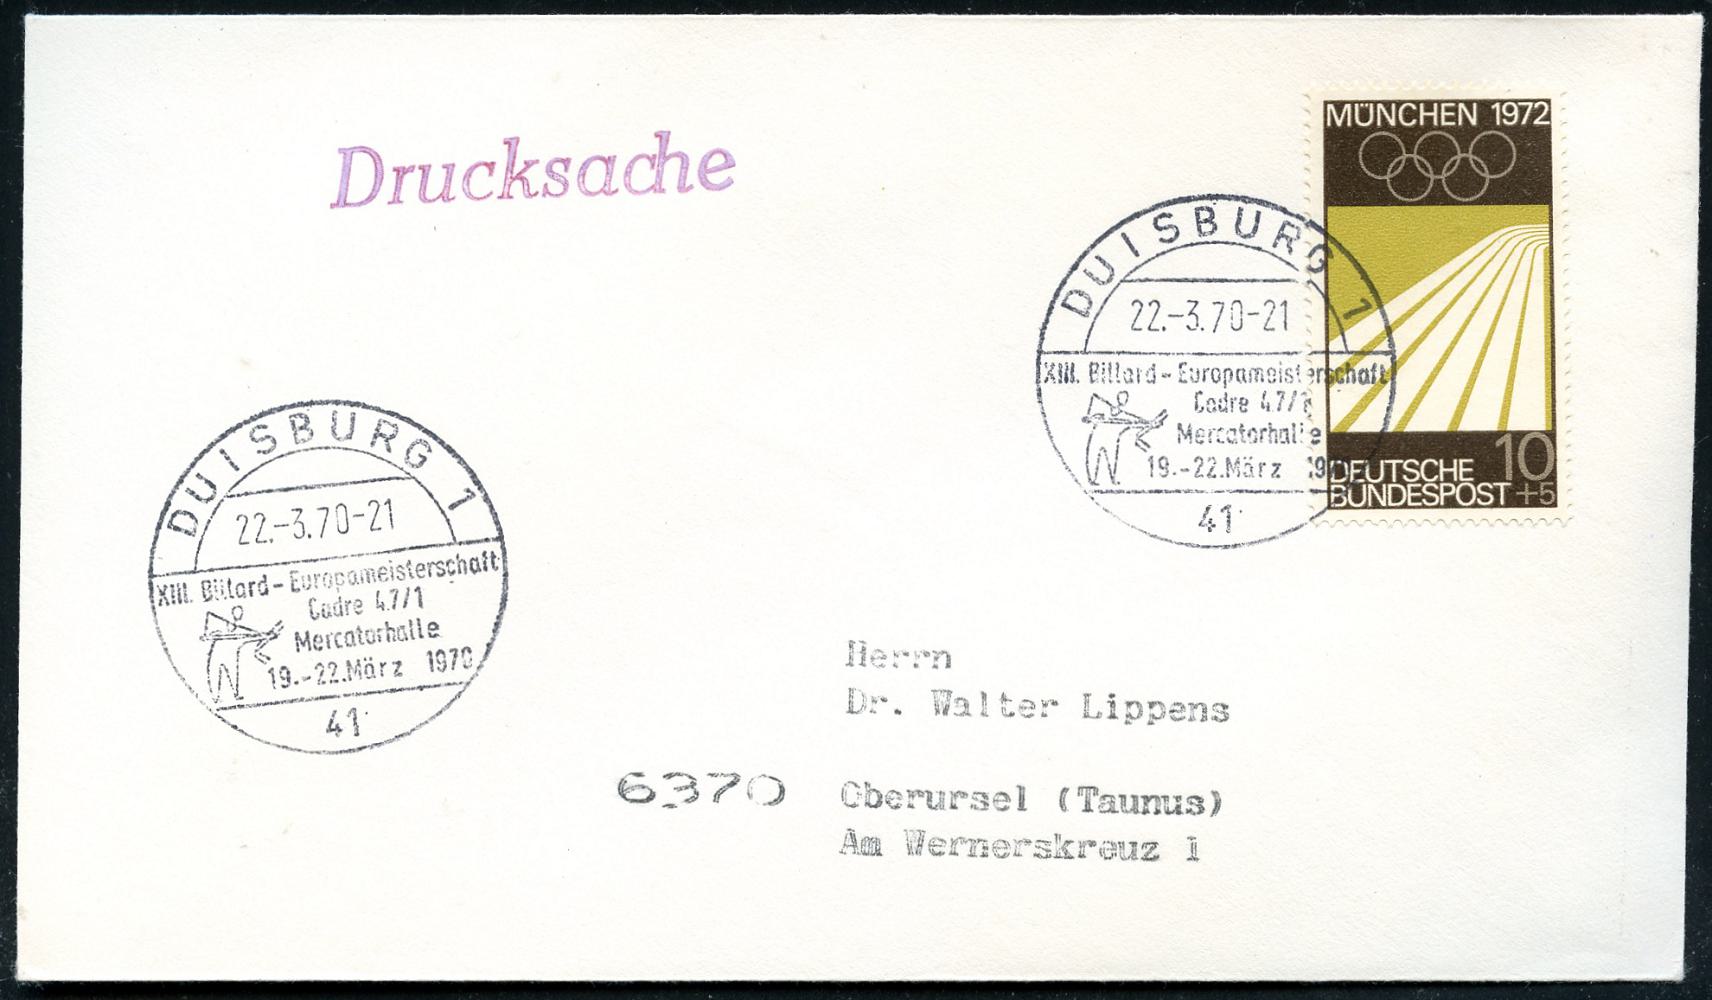 Drucksache
MÜNCHEN 1972
DEUTSCHE
BUNDESPOST
10
+5
DUISBURG 1
22.-3.70-21
XIII. Billard-Europameisterschaft
Cadre 47/1
Mercatorhalle
19.-22.März 1970
41
DUISBURG 1
22.-3.70-21
XIII. Billard-Europameisterschaft
Cadre 47/1
Mercatorhalle
19.-22.März 1970
41
Herrn
Dr. Walter Lippens
6370 Oberursel (Taunus)
Am Wernerskreuz 1